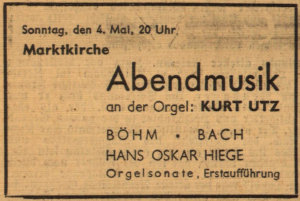 Sonntag, den 4. Mai, 20 Uhr
Marktkirche
Abendmusik
an der Orgel: KURT UTZ
BÖHM • BACH
HANS OSKAR HIEGE
Orgelsonate, Erstaufführung